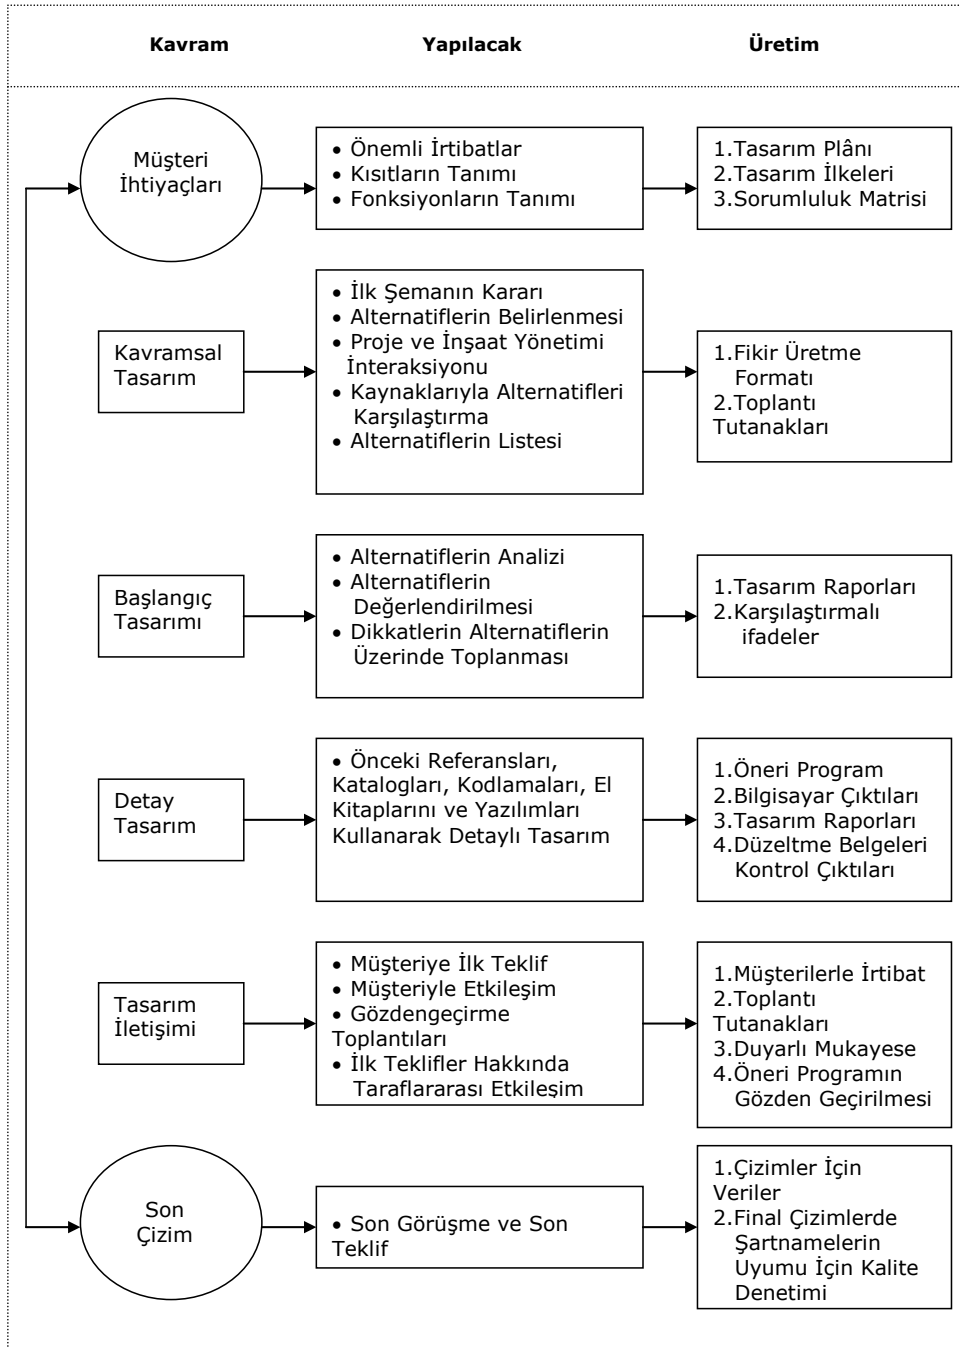 Kavram Yapılacak Üretim
Müşteri
İhtiyaçları
• Önemli İrtibatlar
• Kısıtların Tanımı
• Fonksiyonların Tanımı
1.Tasarım Plânı
2.Tasarım İlkeleri
3.Sorumluluk Matrisi
Kavramsal
Tasarım
• İlk Şemanın Kararı
• Alternatiflerin Belirlenmesi
• Proje ve İnşaat Yönetimi
İnteraksiyonu
• Kaynaklarıyla Alternatifleri
Karşılaştırma
• Alternatiflerin Listesi
1.Fikir Üretme
Formatı
2.Toplantı
Tutanakları
Başlangıç
Tasarımı
• Alternatiflerin Analizi
• Alternatiflerin
Değerlendirilmesi
• Dikkatlerin Alternatiflerin
Üzerinde Toplanması
1.Tasarım Raporları
2.Karşılaştırmalı
ifadeler
Detay
Tasarım
• Önceki Referansları,
Katalogları, Kodlamaları, El
Kitaplarını ve Yazılımları
Kullanarak Detaylı Tasarım
1.Öneri Program
2.Bilgisayar Çıktıları
3.Tasarım Raporları
4.Düzeltme Belgeleri
Kontrol Çıktıları
Tasarım
İletişimi
• Müşteriye İlk Teklif
• Müşteriyle Etkileşim
• Gözdengeçirme
Toplantıları
• İlk Teklifler Hakkında
Taraflararası Etkileşim
1.Müşterilerle İrtibat
2.Toplantı
Tutanakları
3.Duyarlı Mukayese
4.Öneri Programın
Gözden Geçirilmesi
Son
Çizim
• Son Görüşme ve Son
Teklif
1.Çizimler İçin
Veriler
2.Final Çizimlerde
Şartnamelerin
Uyumu İçin Kalite
Denetimi